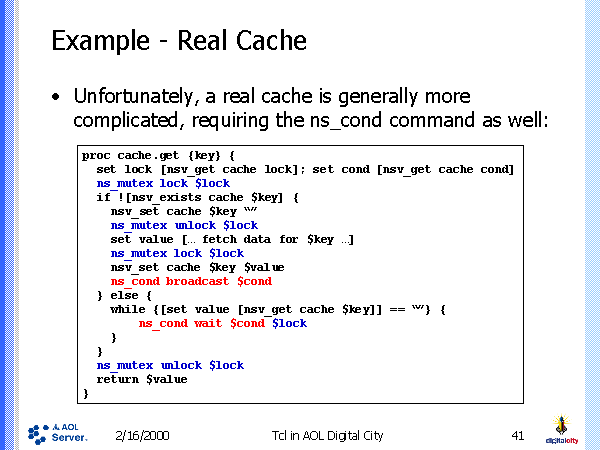 Example - Real Cache
• Unfortunately, a real cache is generally more
complicated, requiring the ns_cond command as well:
proc cache.get {key} {
set lock [nsv_get cache lock]; set cond [nsv_get cache cond]
ns_mutex lock $lock
if ![nsv_exists cache $key] {
nsv_set cache $key “”
ns_mutex unlock $lock
set value [… fetch data for $key …]
ns_mutex lock $lock
nsv_set cache $key $value
ns_cond broadcast $cond
} else {
while {[set value [nsv_get cache $key]] == “”} {
ns_cond wait $cond $lock
}
}
ns_mutex unlock $lock
return $value
}
AOL
Server.
2/16/2000
Tcl in AOL Digital City
41
digitalcity